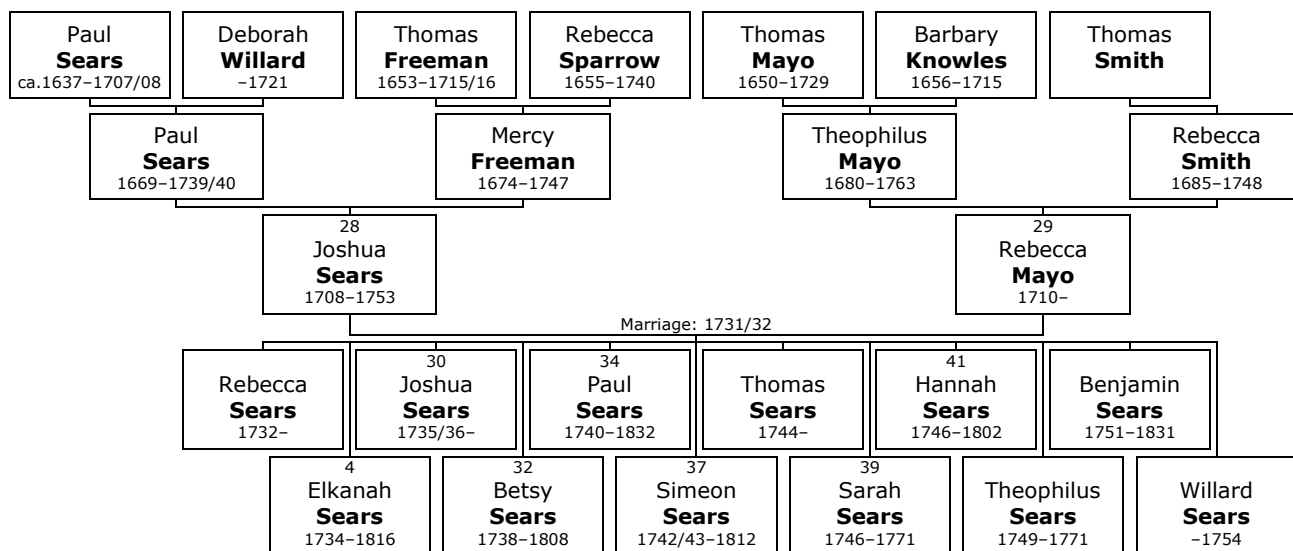 Paul
Sears
ca.1637–1707/08
Deborah
Willard
–1721
Thomas
Freeman
1653–1715/16
Rebecca
Sparrow
1655–1740
Thomas
Mayo
1650–1729
Barbary
Knowles
1656–1715
Thomas
Smith
Paul
Sears
1669–1739/40
Mercy
Freeman
1674–1747
Theophilus
Mayo
1680–1763
Rebecca
Smith
1685–1748
28
Joshua
Sears
1708–1753
29
Rebecca
Mayo
1710–
Marriage: 1731/32
Rebecca
Sears
1732–
30
Joshua
Sears
1735/36–
34
Paul
Sears
1740–1832
Thomas
Sears
1744–
41
Hannah
Sears
1746–1802
Benjamin
Sears
1751–1831
4
Elkanah
Sears
1734–1816
32
Betsy
Sears
1738–1808
37
Simeon
Sears
1742/43–1812
39
Sarah
Sears
1746–1771
Theophilus
Sears
1749–1771
Willard
Sears
–1754